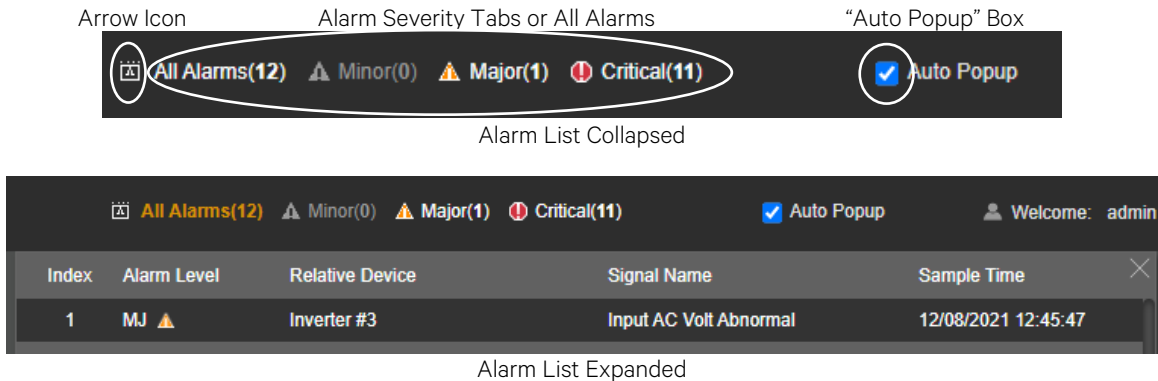 Arrow Icon Alarm Severity Tabs or All Alarms “Auto Popup” Box
All Alarms(12) Minor(0) Major(1) Critical(11) Auto Popup
Alarm List Collapsed
All Alarms(12) Minor(0) Major(1) Critical(11) Auto Popup Welcome: admin
Index Alarm Level Relative Device Signal Name Sample Time
1 MJ Inverter #3 Input AC Volt Abnormal 12/08/2021 12:45:47
Alarm List Expanded